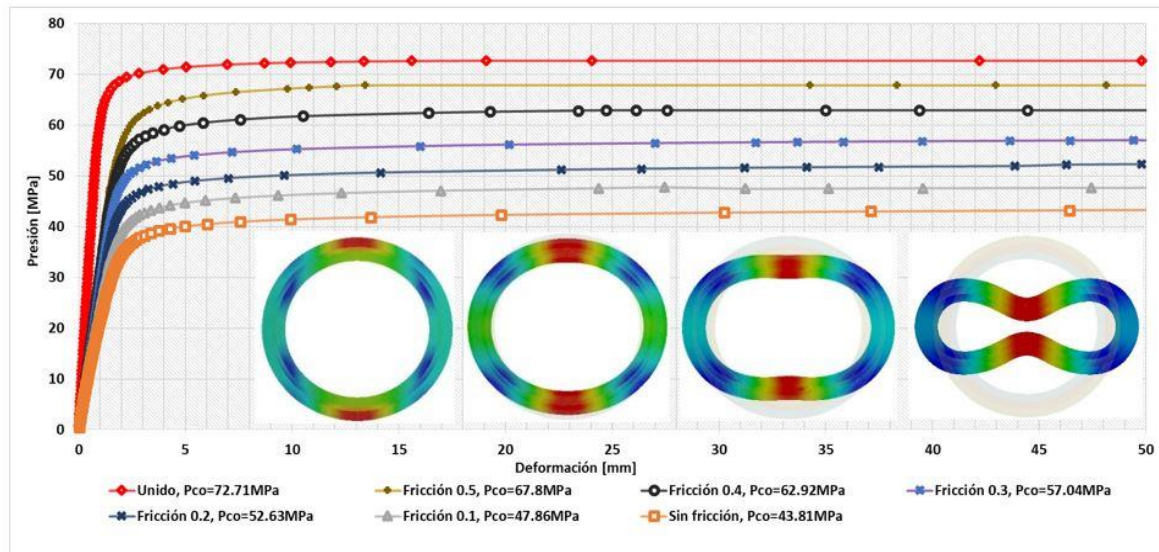 80
70
60
50
40
30
20
10
0
Presión [MPa]
0 5 10 15 20 25 30 35 40 45 50
Deformación [mm]
Unido, Pco=72.71MPa Fricción 0.5, Pco=67.8MPa Fricción 0.4, Pco=62.92MPa Fricción 0.3, Pco=57.04MPa
Fricción 0.2, Pco=52.63MPa Fricción 0.1, Pco=47.86MPa Sin fricción, Pco=43.81MPa